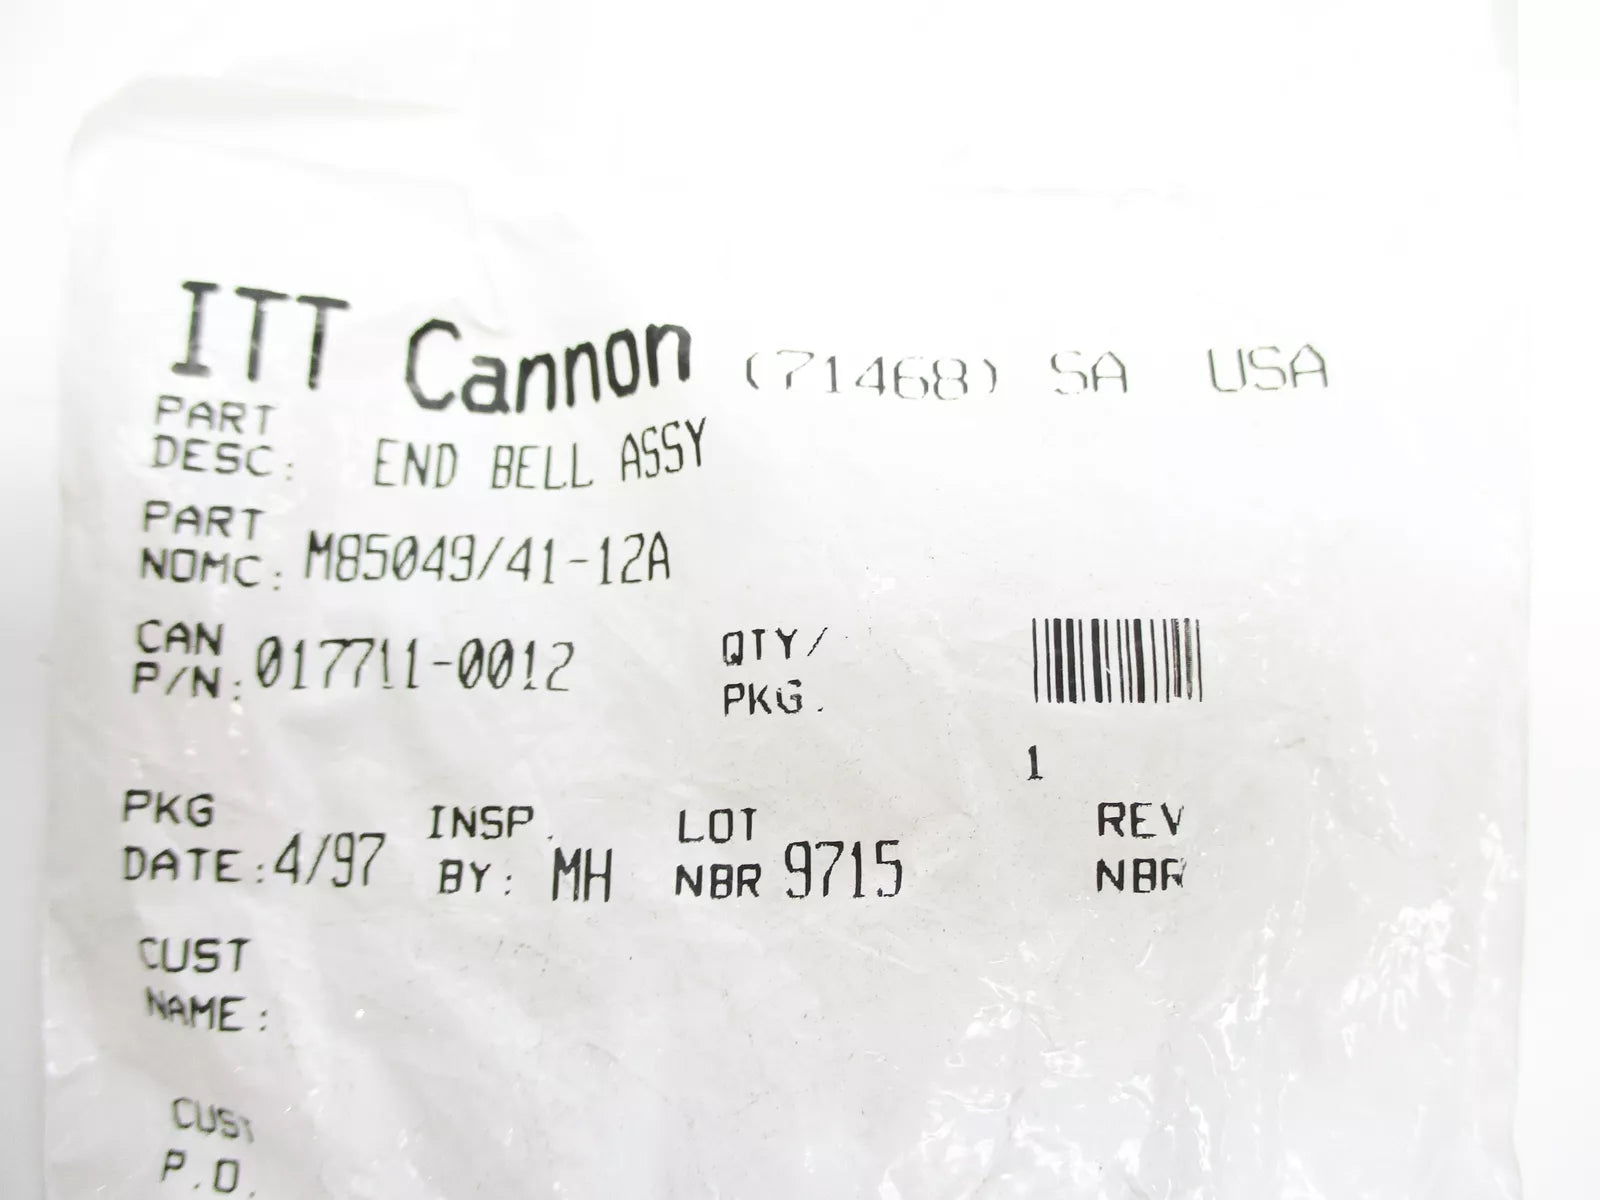 ITT Cannon (71468) SA USA
PART
DESC: END BELL ASSY
PART
NOMC: M85049/41-12A
CAN
P/N: 017711-0012
QTY/
PKG.
1
PKG
DATE: 4/97
INSP.
BY: MH
LOT
NBR 9715
REV
NBR
CUST
NAME:
CUST
P.O.